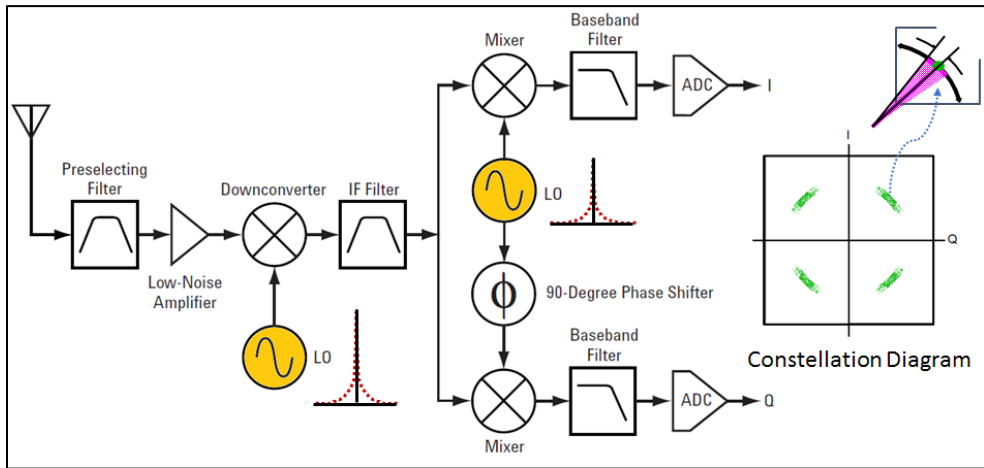 Preselecting
Filter
Low-Noise
Amplifier
Downconverter
LO
IF Filter
Mixer
Baseband
Filter
ADC
I
LO
ϕ
90-Degree Phase Shifter
Mixer
Baseband
Filter
ADC
Q
I
Q
Constellation Diagram